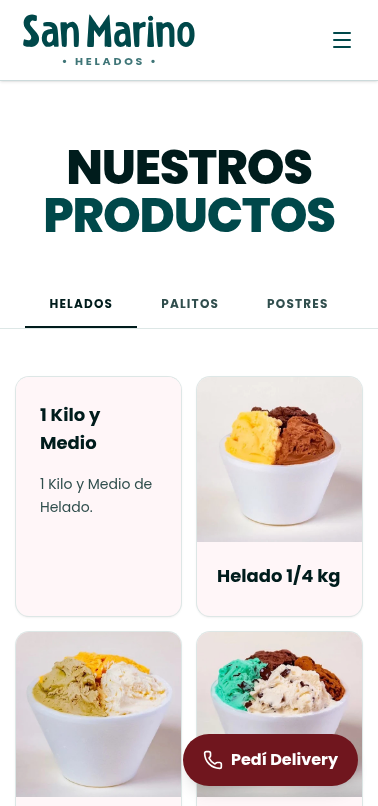 San Marino
• HELADOS •
NUESTROS
PRODUCTOS
HELADOS
PALITOS
POSTRES
1 Kilo y
Medio
1 Kilo y Medio de
Helado.
Helado 1/4 kg
Pedí Delivery